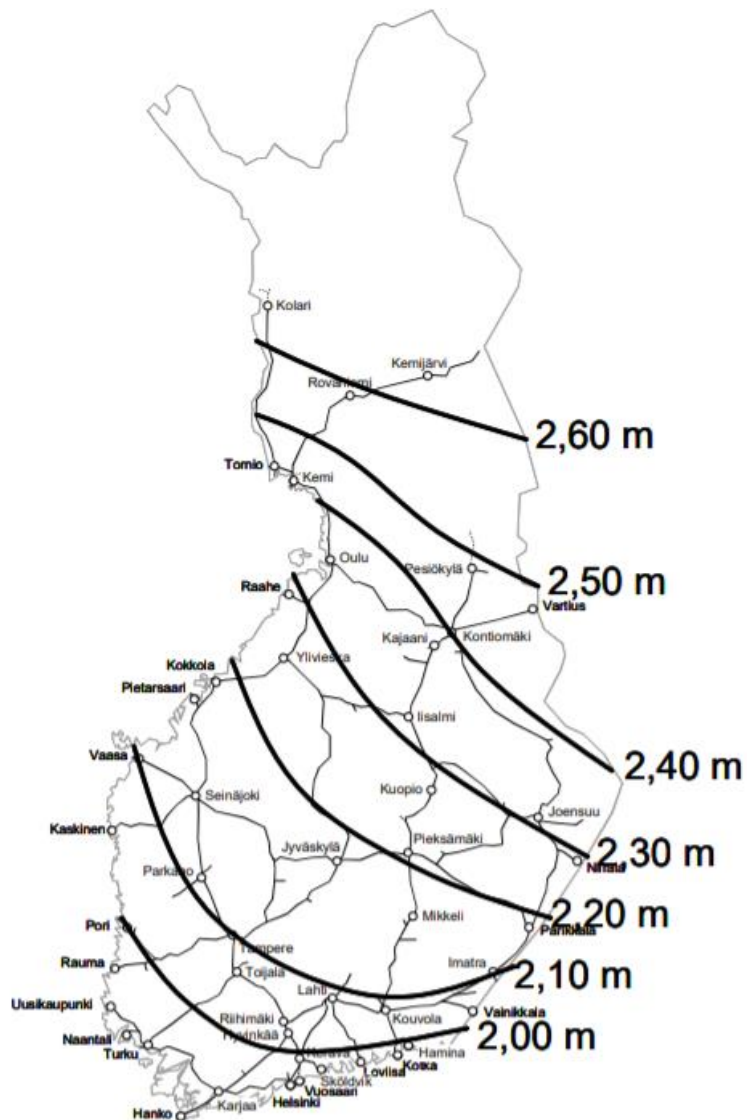 Kolari
Kemijärvi
Rovaniemi
2,60 m
Tornio
Kemi
Oulu
Pesiökylä
2,50 m
Raahe
Vartius
Kajaani
Kontiomäki
Ylivieska
Kokkola
Pietarsaari
Iisalmi
Vaasa
2,40 m
Seinäjoki
Kuopio
Joensuu
Kaskinen
Jyväskylä
Pieksämäki
2,30 m
Niirala
Parkano
Mikkeli
2,20 m
Pori
Parikkala
Tampere
Rauma
Toijala
Imatra
2,10 m
Lahti
Uusikaupunki
Riihimäki
Kouvola
Vainikkala
Naantali
Hyvinkää
2,00 m
Turku
Kerava
Hamina
Kotka
Loviisa
Sköldvik
Vuosaari
Helsinki
Karjaa
Hanko